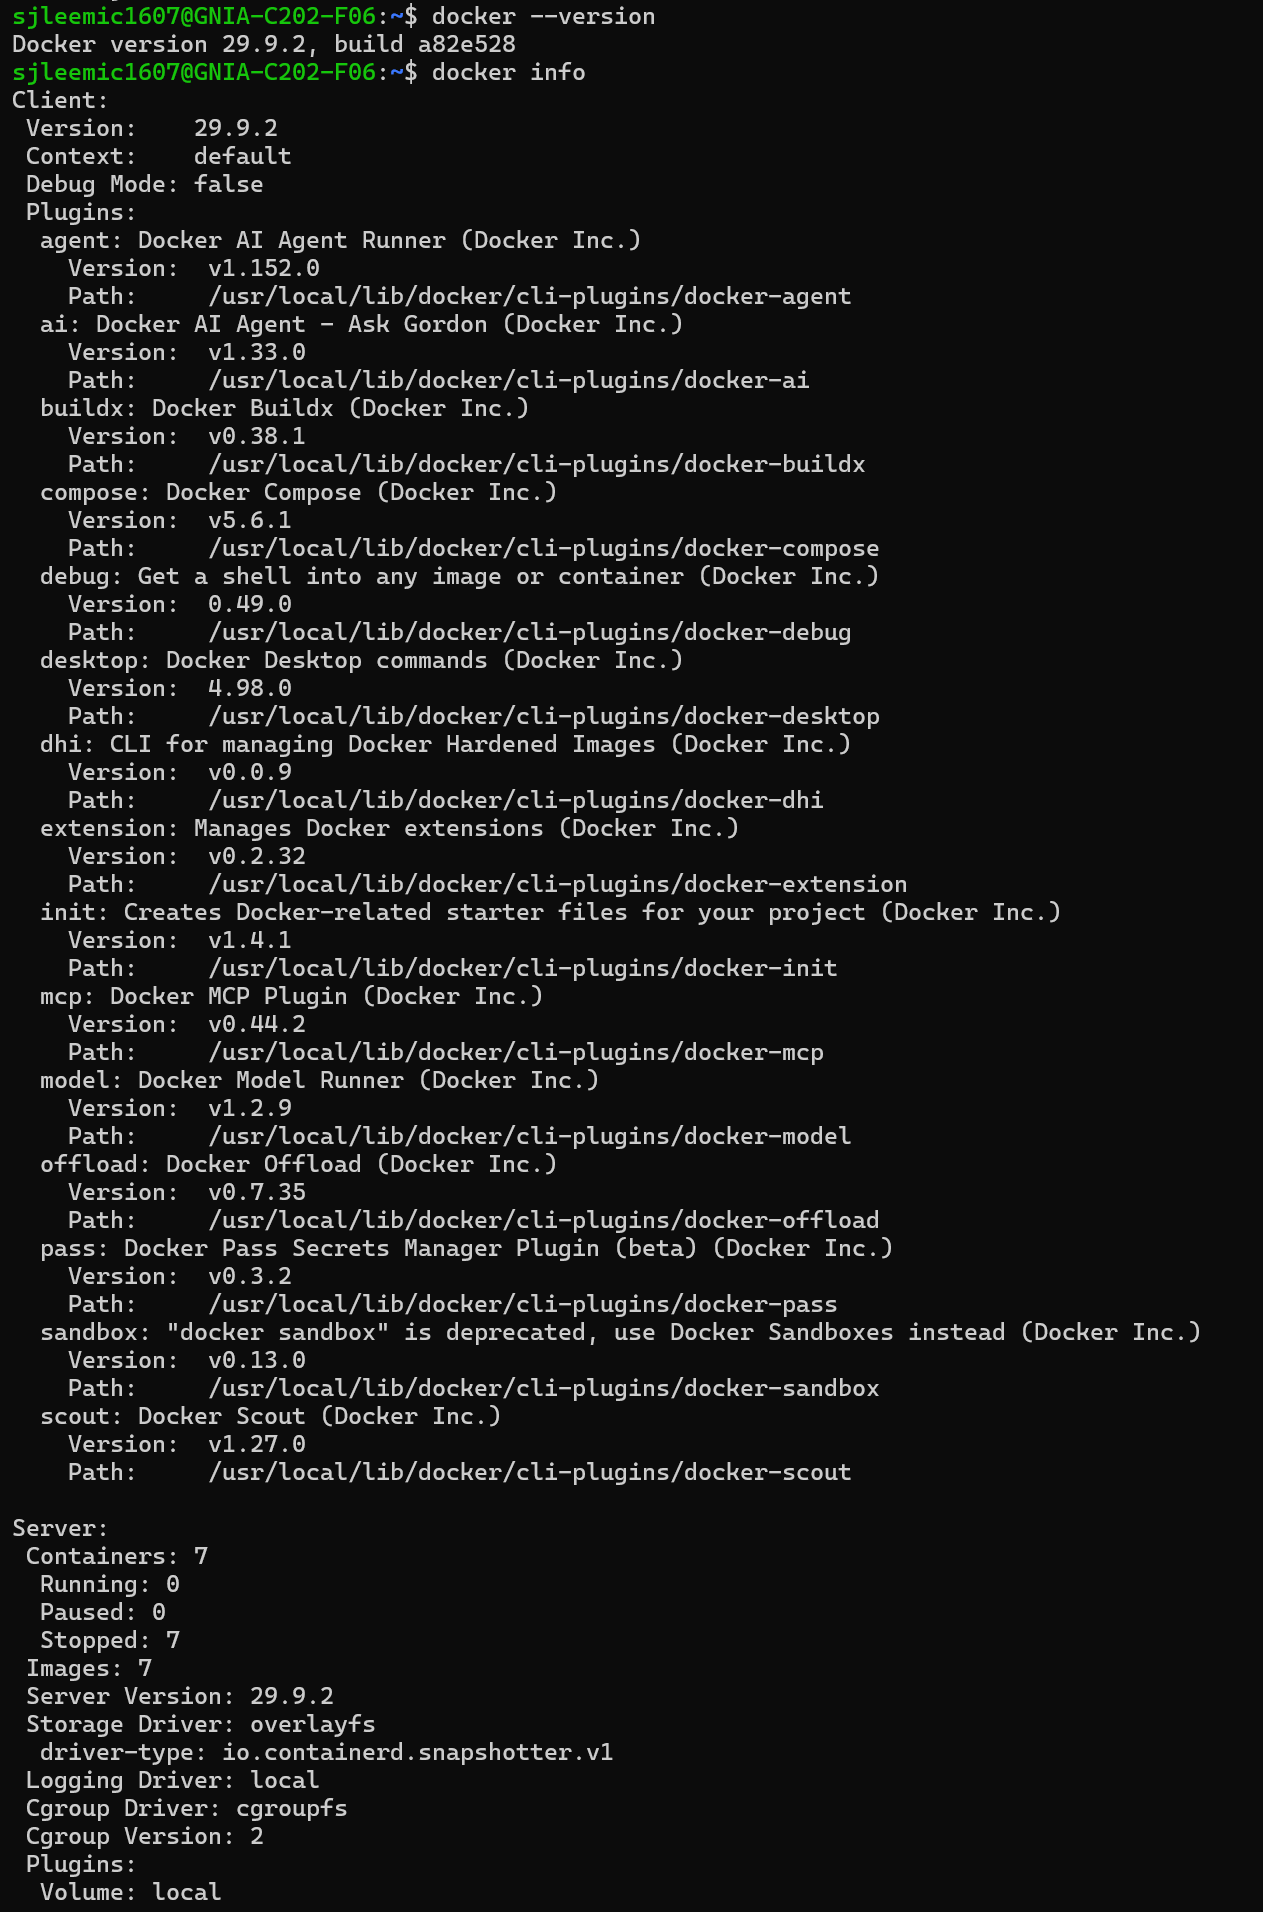 sjleemic1607@GNIA-C202-F06:~$ docker --version
Docker version 29.9.2, build a82e528
sjleemic1607@GNIA-C202-F06:~$ docker info
Client:
 Version:    29.9.2
 Context:    default
 Debug Mode: false
 Plugins:
  agent: Docker AI Agent Runner (Docker Inc.)
    Version:  v1.152.0
    Path:     /usr/local/lib/docker/cli-plugins/docker-agent
  ai: Docker AI Agent - Ask Gordon (Docker Inc.)
    Version:  v1.33.0
    Path:     /usr/local/lib/docker/cli-plugins/docker-ai
  buildx: Docker Buildx (Docker Inc.)
    Version:  v0.38.1
    Path:     /usr/local/lib/docker/cli-plugins/docker-buildx
  compose: Docker Compose (Docker Inc.)
    Version:  v5.6.1
    Path:     /usr/local/lib/docker/cli-plugins/docker-compose
  debug: Get a shell into any image or container (Docker Inc.)
    Version:  0.49.0
    Path:     /usr/local/lib/docker/cli-plugins/docker-debug
  desktop: Docker Desktop commands (Docker Inc.)
    Version:  4.98.0
    Path:     /usr/local/lib/docker/cli-plugins/docker-desktop
  dhi: CLI for managing Docker Hardened Images (Docker Inc.)
    Version:  v0.0.9
    Path:     /usr/local/lib/docker/cli-plugins/docker-dhi
  extension: Manages Docker extensions (Docker Inc.)
    Version:  v0.2.32
    Path:     /usr/local/lib/docker/cli-plugins/docker-extension
  init: Creates Docker-related starter files for your project (Docker Inc.)
    Version:  v1.4.1
    Path:     /usr/local/lib/docker/cli-plugins/docker-init
  mcp: Docker MCP Plugin (Docker Inc.)
    Version:  v0.44.2
    Path:     /usr/local/lib/docker/cli-plugins/docker-mcp
  model: Docker Model Runner (Docker Inc.)
    Version:  v1.2.9
    Path:     /usr/local/lib/docker/cli-plugins/docker-model
  offload: Docker Offload (Docker Inc.)
    Version:  v0.7.35
    Path:     /usr/local/lib/docker/cli-plugins/docker-offload
  pass: Docker Pass Secrets Manager Plugin (beta) (Docker Inc.)
    Version:  v0.3.2
    Path:     /usr/local/lib/docker/cli-plugins/docker-pass
  sandbox: "docker sandbox" is deprecated, use Docker Sandboxes instead (Docker Inc.)
    Version:  v0.13.0
    Path:     /usr/local/lib/docker/cli-plugins/docker-sandbox
  scout: Docker Scout (Docker Inc.)
    Version:  v1.27.0
    Path:     /usr/local/lib/docker/cli-plugins/docker-scout

Server:
 Containers: 7
  Running: 0
  Paused: 0
  Stopped: 7
 Images: 7
 Server Version: 29.9.2
 Storage Driver: overlayfs
  driver-type: io.containerd.snapshotter.v1
 Logging Driver: local
 Cgroup Driver: cgroupfs
 Cgroup Version: 2
 Plugins:
  Volume: local